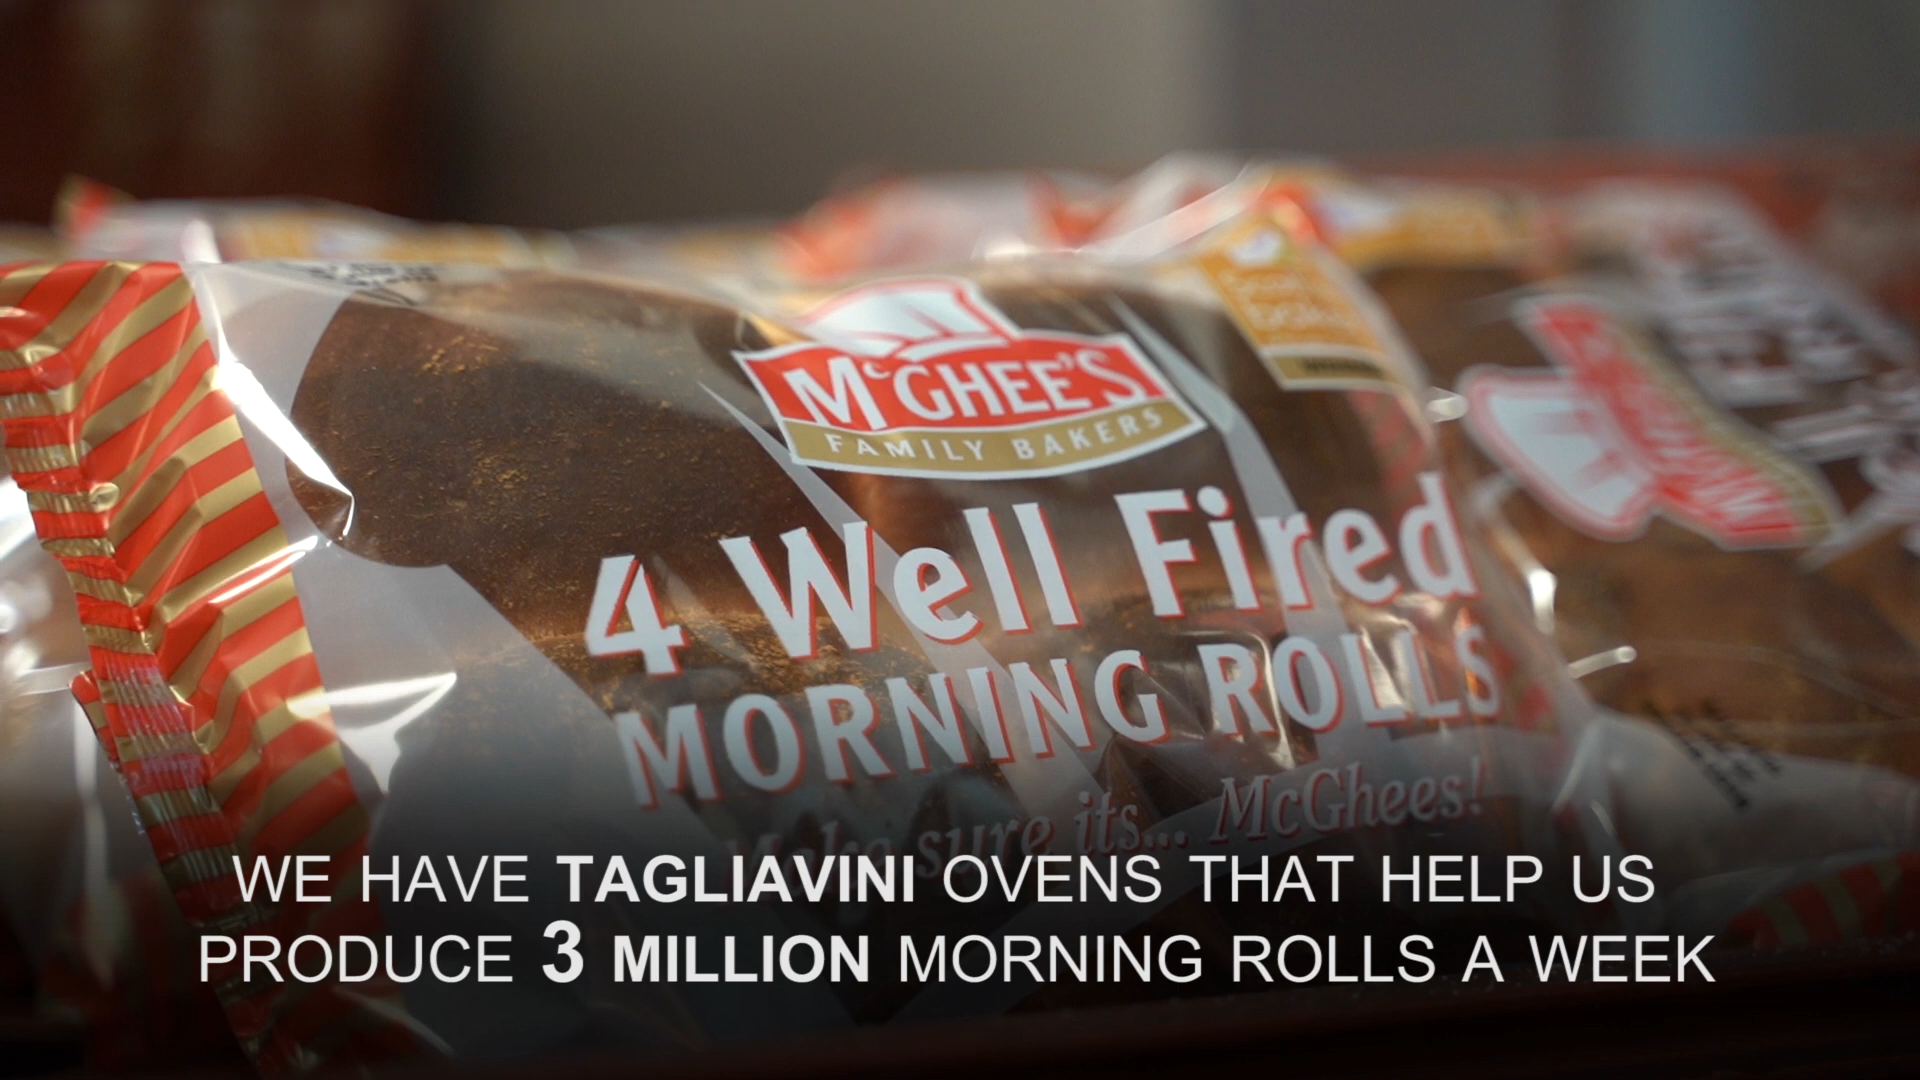 McGHEE'S
FAMILY BAKERS
4 Well Fired
MORNING ROLLS
Make sure its... McGhees!
WE HAVE TAGLIAVINI OVENS THAT HELP US
PRODUCE 3 MILLION MORNING ROLLS A WEEK